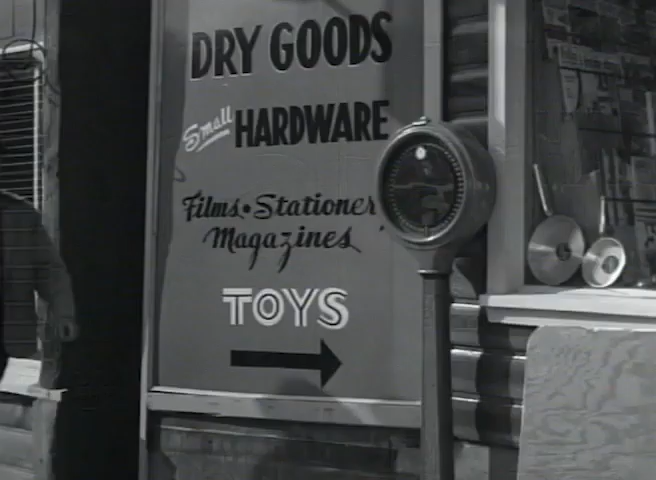 DRY GOODS
Small HARDWARE
Films • Stationer
Magazines
TOYS